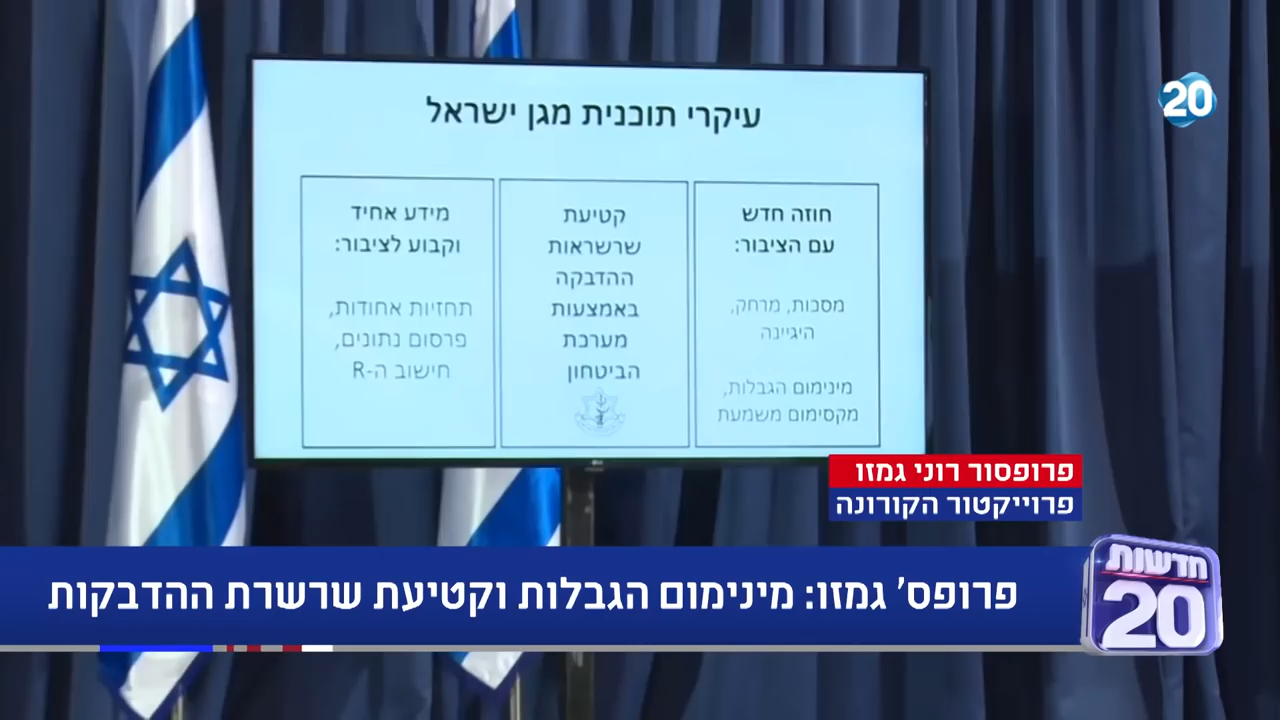 עיקרי תוכנית מגן ישראל
חוזה חדש
עם הציבור:
מסכות, מרחק,
היגיינה
מינימום הגבלות,
מקסימום משמעת
קטיעת
שרשראות
ההדבקה
באמצעות
מערכת
הביטחון
מידע אחיד
וקבוע לציבור:
תחזיות אחודות,
פרסום נתונים,
חישוב ה-R
20
פרופסור רוני גמזו
פרוייקטור הקורונה
פרופס' גמזו: מינימום הגבלות וקטיעת שרשרת ההדבקות
חדשות
20